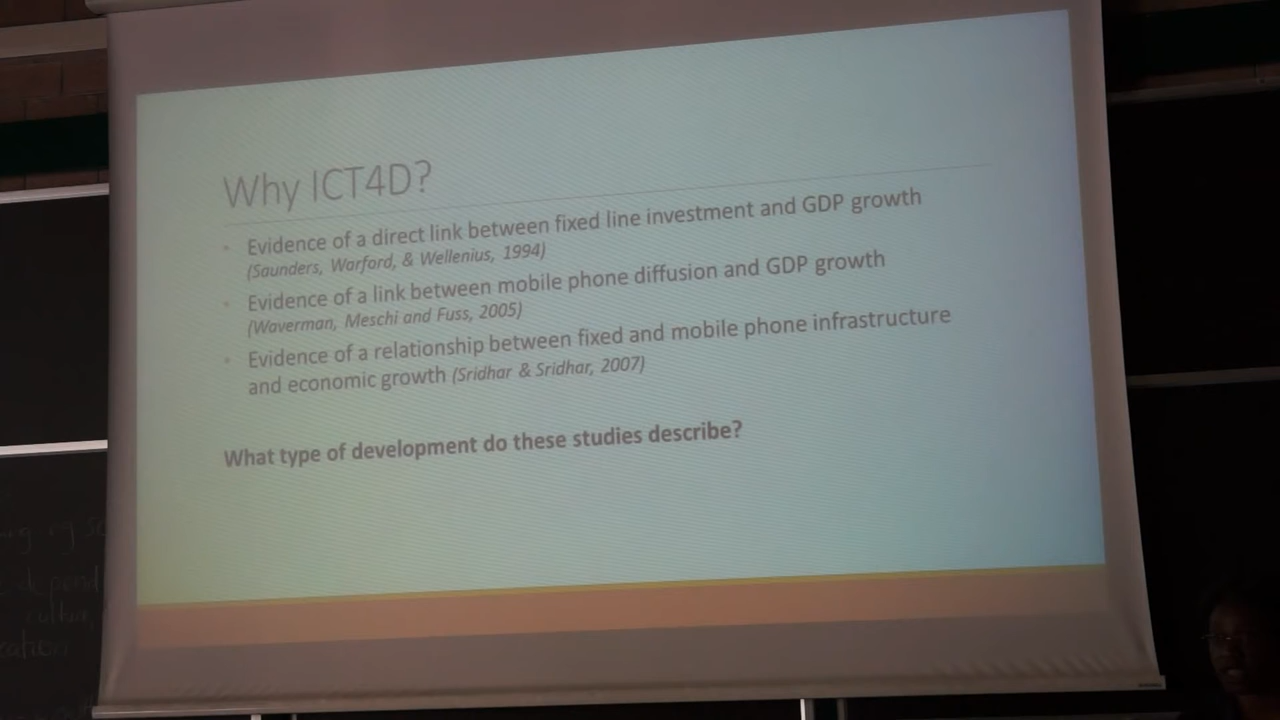 Why ICT4D?
Evidence of a direct link between fixed line investment and GDP growth
(Saunders, Warford, & Wellenius, 1994)
Evidence of a link between mobile phone diffusion and GDP growth
(Waverman, Meschi and Fuss, 2005)
Evidence of a relationship between fixed and mobile phone infrastructure
and economic growth (Sridhar & Sridhar, 2007)
What type of development do these studies describe?